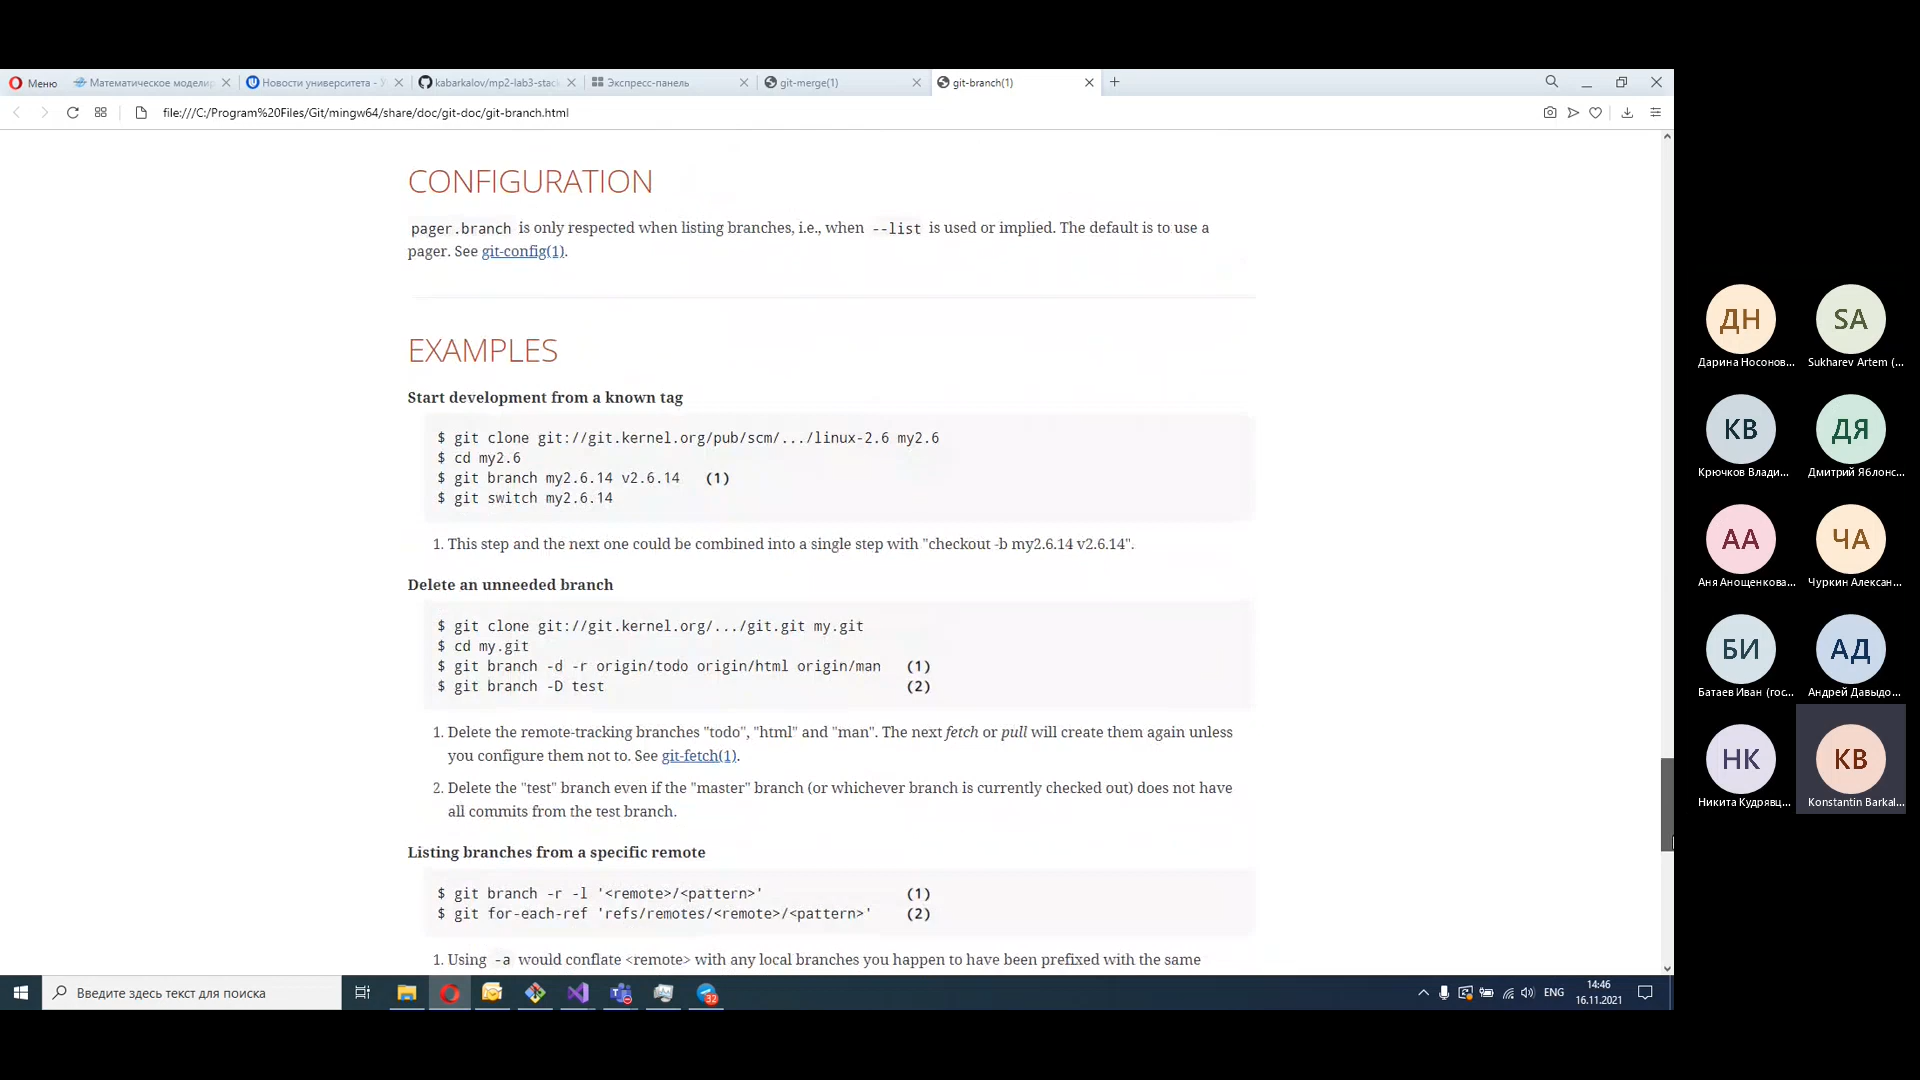 Меню
Математическое моделир
Новости университета - У
kabarkalov/mp2-lab3-stac
Экспресс-панель
git-merge(1)
git-branch(1)
file:///C:/Program%20Files/Git/mingw64/share/doc/git-doc/git-branch.html
CONFIGURATION
pager.branch is only respected when listing branches, i.e., when --list is used or implied. The default is to use a
pager. See git-config(1).
EXAMPLES
Start development from a known tag
$ git clone git://git.kernel.org/pub/scm/.../linux-2.6 my2.6
$ cd my2.6
$ git branch my2.6.14 v2.6.14 (1)
$ git switch my2.6.14
1. This step and the next one could be combined into a single step with "checkout -b my2.6.14 v2.6.14".
Delete an unneeded branch
$ git clone git://git.kernel.org/.../git.git my.git
$ cd my.git
$ git branch -d -r origin/todo origin/html origin/man (1)
$ git branch -D test (2)
1. Delete the remote-tracking branches "todo", "html" and "man". The next fetch or pull will create them again unless
you configure them not to. See git-fetch(1).
2. Delete the "test" branch even if the "master" branch (or whichever branch is currently checked out) does not have
all commits from the test branch.
Listing branches from a specific remote
$ git branch -r -l '<remote>/<pattern>' (1)
$ git for-each-ref 'refs/remotes/<remote>/<pattern>' (2)
1. Using -a would conflate <remote> with any local branches you happen to have been prefixed with the same
Введите здесь текст для поиска
32
ENG
14:46
16.11.2021
ДН
Дарина Носонов...
SA
Sukharev Artem (...
КВ
Крючков Влади...
ДЯ
Дмитрий Яблонс...
АА
Аня Анощенкова...
ЧА
Чуркин Алексан...
БИ
Батаев Иван (гос...
АД
Андрей Давыдо...
НК
Никита Кудрявц...
KB
Konstantin Barkal...